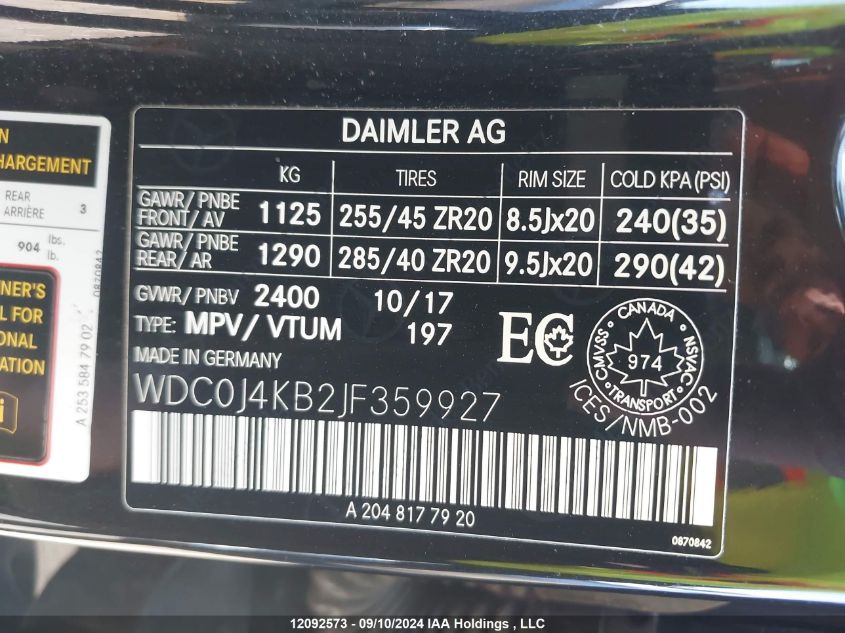 N
HARGEMENT
REAR
ARRIÈRE 3
904 lbs.
lb.
0870842
NER'S
L FOR
ONAL
ATION
i
A 253 584 79 02
DAIMLER AG
KG TIRES RIM SIZE COLD KPA (PSI)
GAWR/ PNBE
FRONT/ AV 1125 255/45 ZR20 8.5Jx20 240(35)
GAWR/ PNBE
REAR/ AR 1290 285/40 ZR20 9.5Jx20 290(42)
GVWR/ PNBV 2400 10/17
TYPE: MPV/ VTUM 197
MADE IN GERMANY
EC
CANADA
CMVSS 974 NSVAC
TRANSPORT
ICES/NMB-002
WDC0J4KB2JF359927
A 204 817 79 20
0870842
12092573 - 09/10/2024 IAA Holdings , LLC